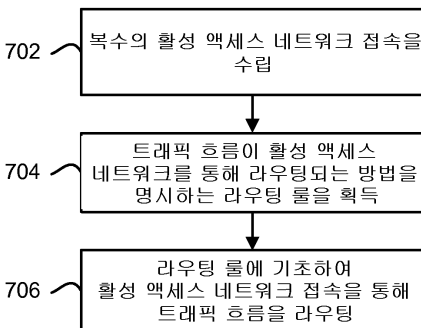 702
복수의 활성 액세스 네트워크 접속을
수립
704
트래픽 흐름이 활성 액세스
네트워크를 통해 라우팅되는 방법을
명시하는 라우팅 룰을 획득
706
라우팅 룰에 기초하여
활성 액세스 네트워크 접속을 통해
트래픽 흐름을 라우팅